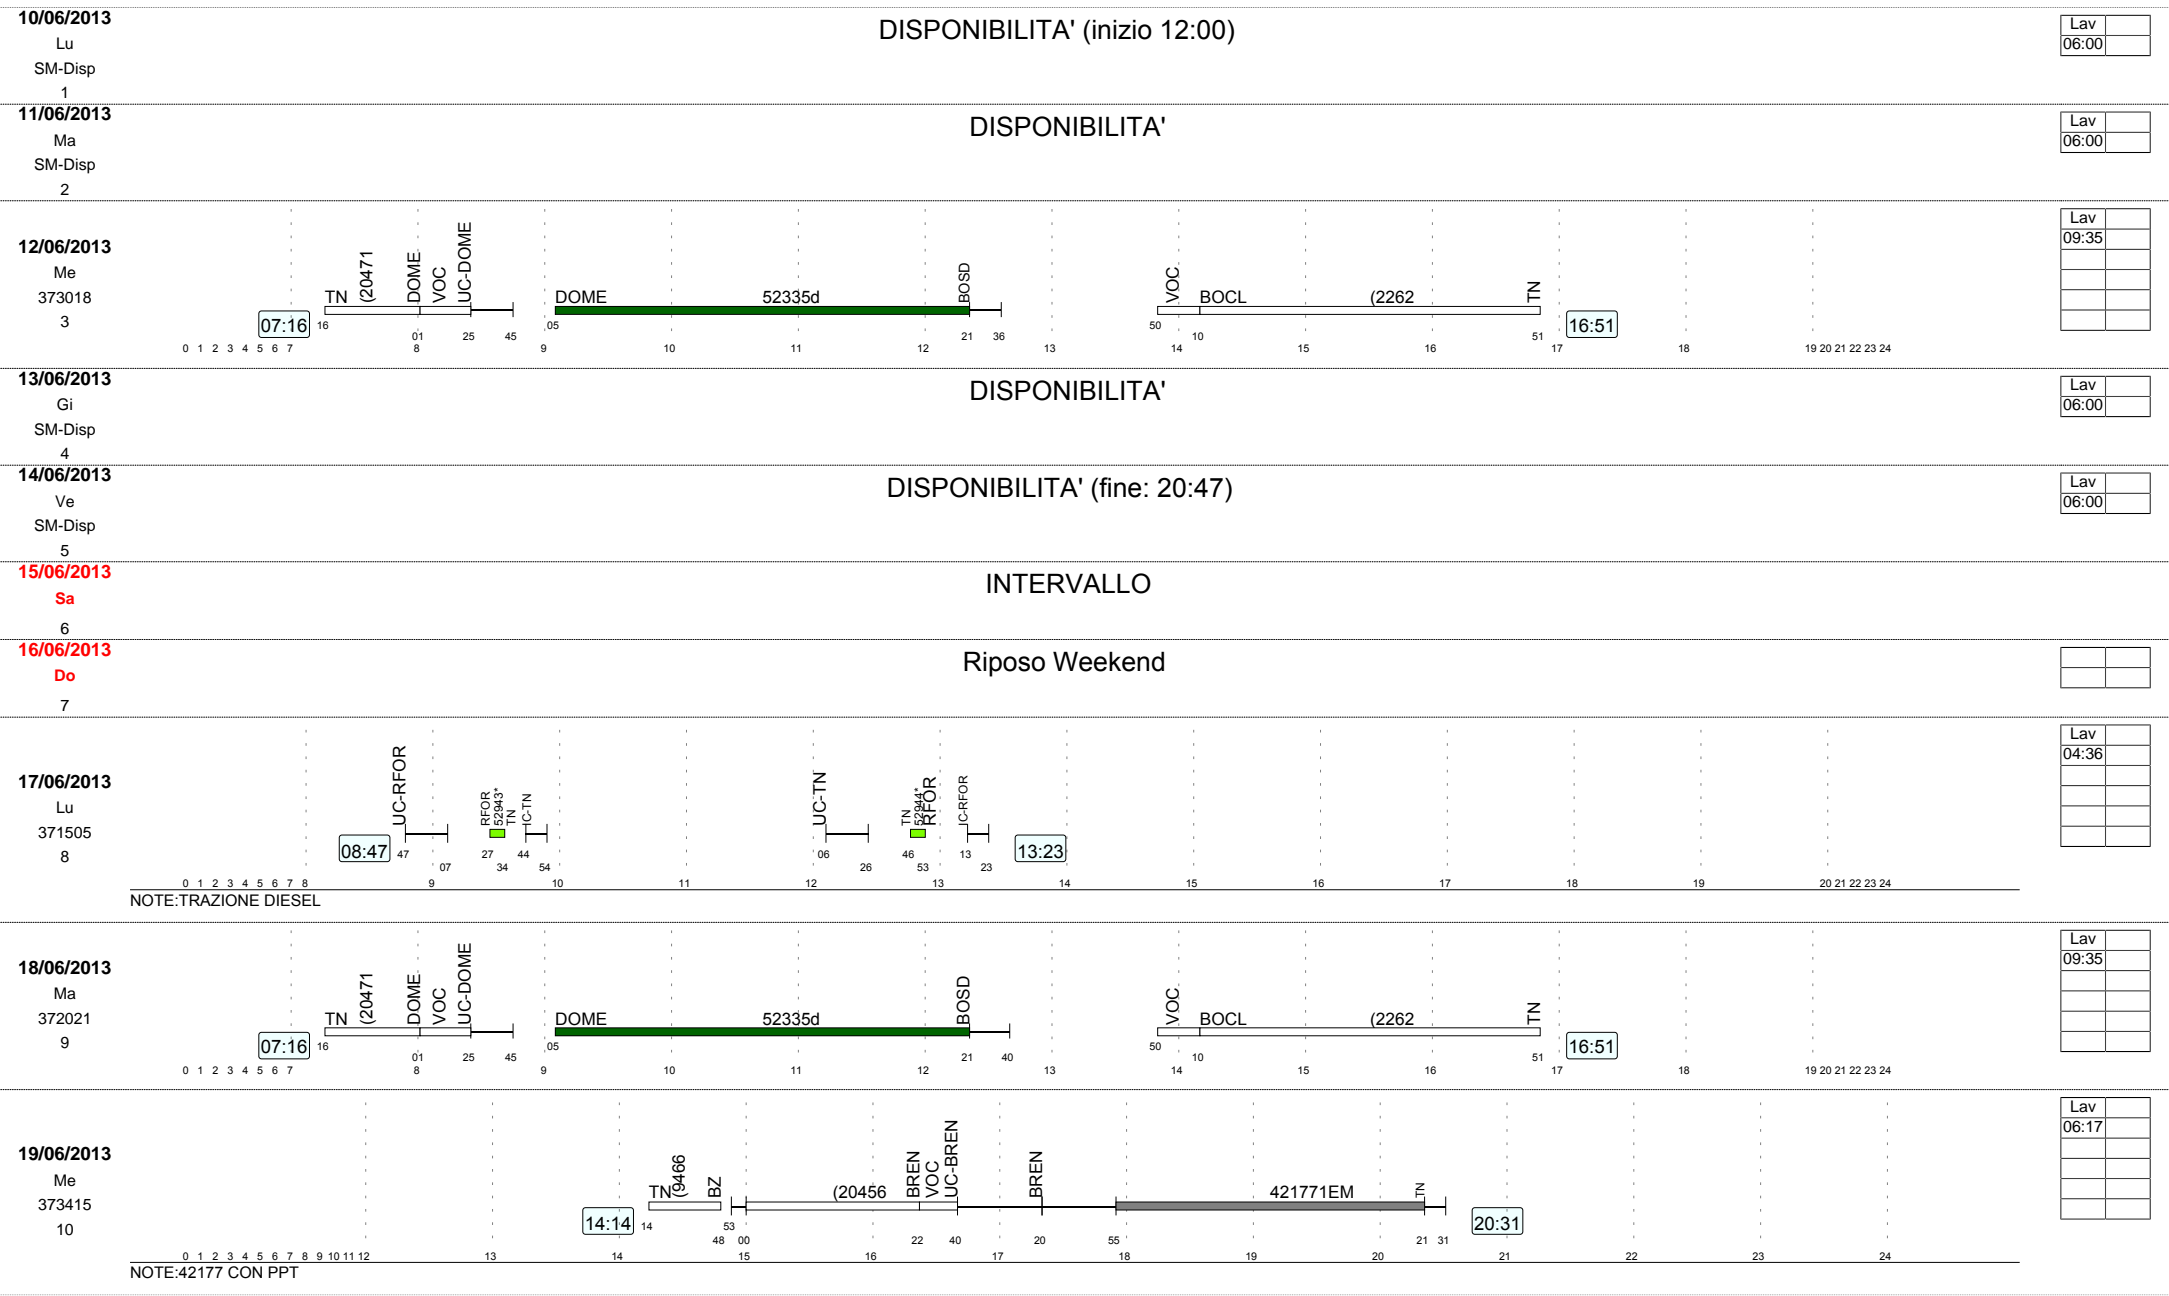 10/06/2013
Lu
SM-Disp
1
DISPONIBILITA' (inizio 12:00)
Lav
06:00
11/06/2013
Ma
SM-Disp
2
DISPONIBILITA'
Lav
06:00
12/06/2013
Me
373018
3
07:16
TN (20471 DOME VOC UC-DOME
DOME 52335d BOSD
VOC BOCL (2262 TN
16:51
16 01 25 45 05 21 36 50 10 51
0 1 2 3 4 5 6 7 8 9 10 11 12 13 14 15 16 17 18 19 20 21 22 23 24
Lav
09:35
13/06/2013
Gi
SM-Disp
4
DISPONIBILITA'
Lav
06:00
14/06/2013
Ve
SM-Disp
5
DISPONIBILITA' (fine: 20:47)
Lav
06:00
15/06/2013
Sa
6
INTERVALLO
16/06/2013
Do
7
Riposo Weekend
17/06/2013
Lu
371505
8
08:47
UC-RFOR
RFOR 52943* TN IC-TN
UC-TN
TN 52944* RFOR IC-RFOR
13:23
47 07 27 34 44 54 06 26 46 53 13 23
0 1 2 3 4 5 6 7 8 9 10 11 12 13 14 15 16 17 18 19 20 21 22 23 24
NOTE:TRAZIONE DIESEL
Lav
04:36
18/06/2013
Ma
372021
9
07:16
TN (20471 DOME VOC UC-DOME
DOME 52335d BOSD
VOC BOCL (2262 TN
16:51
16 01 25 45 05 21 40 50 10 51
0 1 2 3 4 5 6 7 8 9 10 11 12 13 14 15 16 17 18 19 20 21 22 23 24
Lav
09:35
19/06/2013
Me
373415
10
14:14
TN (9466 BZ
(20456 BREN VOC UC-BREN
BREN
421771EM TN
20:31
14 48 53 00 22 40 20 55 21 31
0 1 2 3 4 5 6 7 8 9 10 11 12 13 14 15 16 17 18 19 20 21 22 23 24
NOTE:42177 CON PPT
Lav
06:17